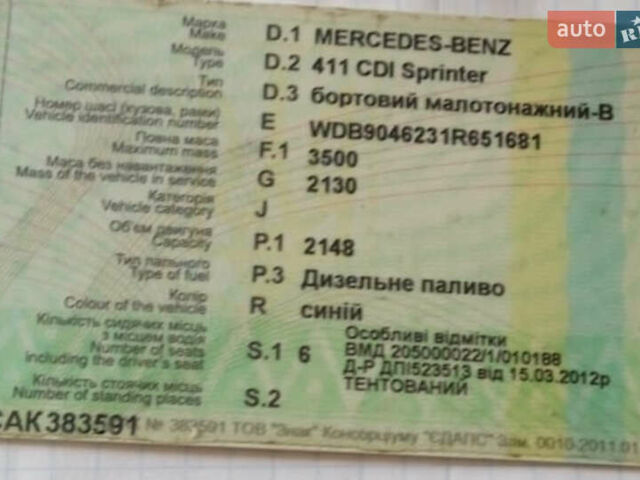 auto RI
Марка
Make D.1 MERCEDES-BENZ
Модель
Type D.2 411 CDI Sprinter
Тип
Commercial description D.3 бортовий малотонажний-В
Номер шасі (кузова, рами)
Vehicle identification number E WDB9046231R651681
Повна маса
Maximum mass F.1 3500
Маса без навантаження
Mass of the vehicle in service G 2130
Категорія
Vehicle category J
Об'єм двигуна
Capacity P.1 2148
Тип пального
Type of fuel P.3 Дизельне паливо
Колір
Colour of the vehicle R синій
Кількість сидячих місць
з місцем водія
Number of seats
including the driver's seat S.1 6
Особливі відмітки
ВМД 205000022/1/010188
Д-Р ДПІ523513 від 15.03.2012р
ТЕНТОВАНИЙ
Кількість стоячих місць
Number of standing places S.2
САК383591 № 383591 ТОВ "Знак" Консорціуму "ЄДАПС" Зам. 0010-2011.01